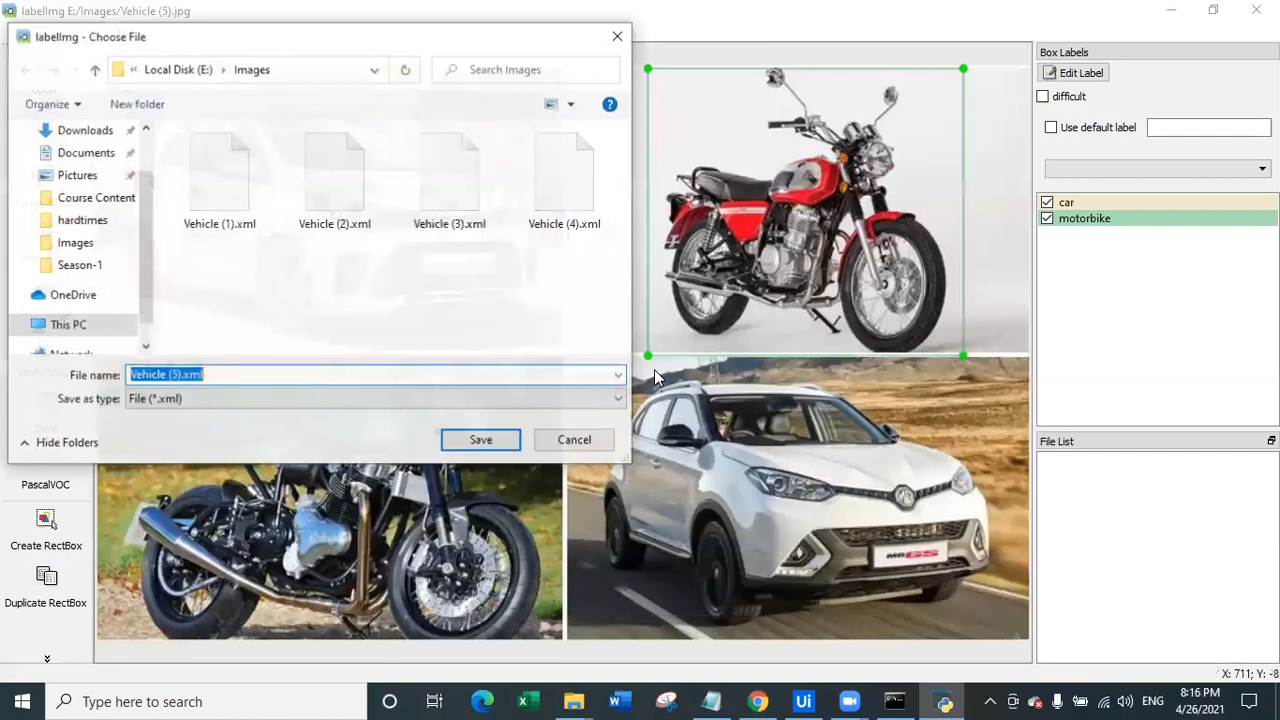 labelImg E:/Images/Vehicle (5).jpg
labelImg - Choose File
Local Disk (E:) Images
Search Images
Organize
New folder
Downloads
Documents
Pictures
Course Content
hardtimes
Images
Season-1
OneDrive
This PC
Network
Vehicle (1).xml
Vehicle (2).xml
Vehicle (3).xml
Vehicle (4).xml
File name: Vehicle (5).xml
Save as type: File (*.xml)
Hide Folders
Save
Cancel
PascalVOC
Create RectBox
Duplicate RectBox
Box Labels
Edit Label
difficult
Use default label
car
motorbike
File List
X: 711; Y: -8
Type here to search
Ui
ENG
8:16 PM
4/26/2021